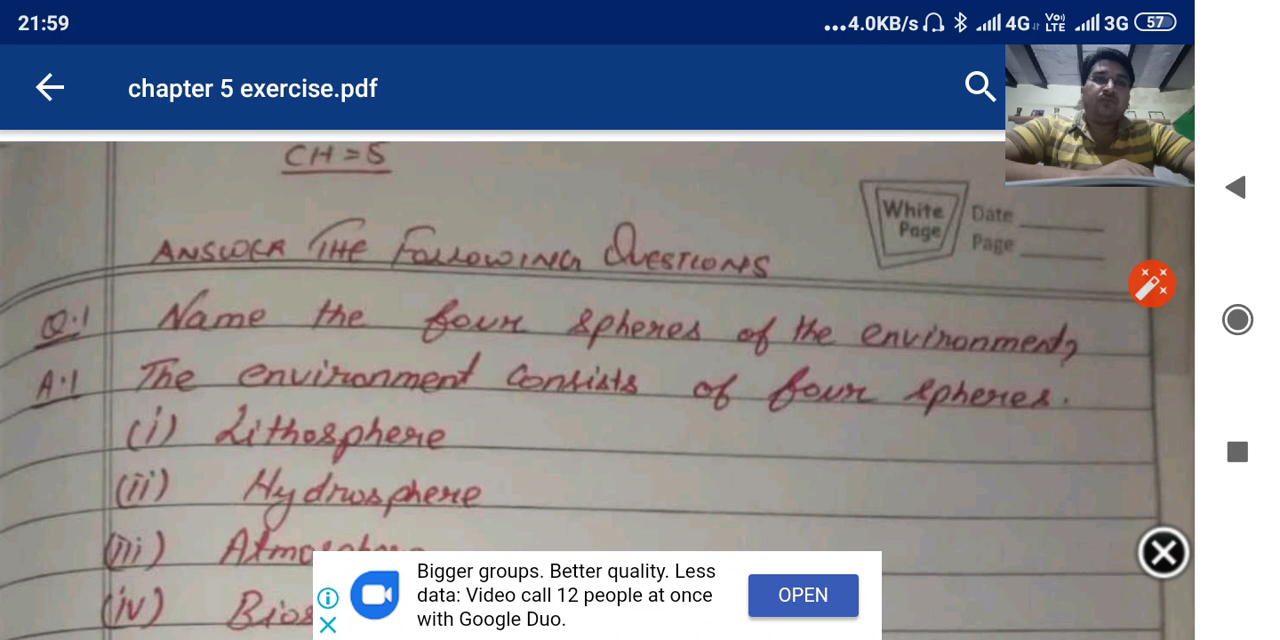 21:59
...4.0KB/s 4G Vo)) LTE 3G 57
chapter 5 exercise.pdf
CH = 5
White Page
Date
Page
ANSWER THE FOLLOWING QUESTIONS
Q.1 Name the four spheres of the environment?
A.1 The environment consists of four spheres.
(i) Lithosphere
(ii) Hydrosphere
(iii)
(iv)
Bigger groups. Better quality. Less
data: Video call 12 people at once
with Google Duo.
OPEN